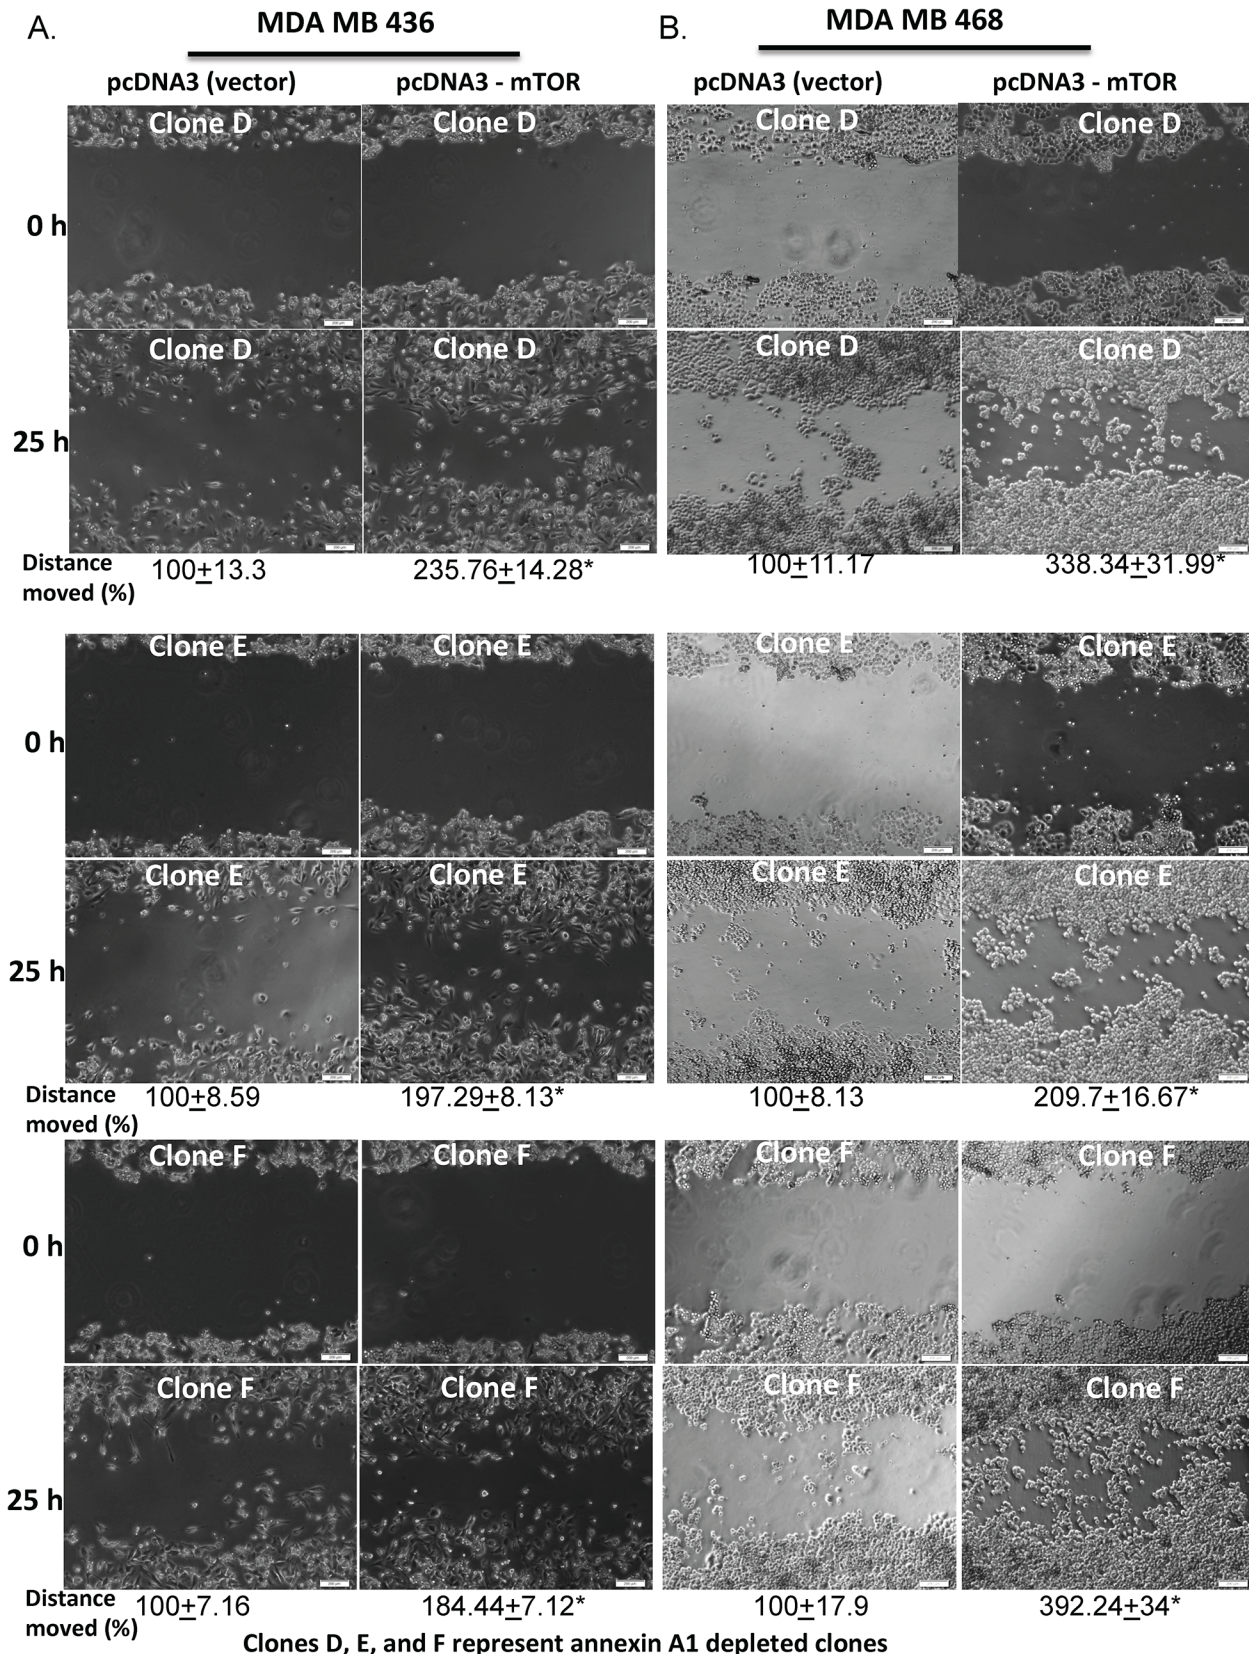 A.
MDA MB 436
B.
MDA MB 468
pcDNA3 (vector)
pcDNA3 - mTOR
pcDNA3 (vector)
pcDNA3 - mTOR
Clone D
Clone D
Clone D
Clone D
0 h
Clone D
Clone D
Clone D
Clone D
25 h
Distance moved (%)
100±13.3
235.76±14.28*
100±11.17
338.34±31.99*
Clone E
Clone E
Clone E
Clone E
0 h
Clone E
Clone E
Clone E
Clone E
25 h
Distance moved (%)
100±8.59
197.29±8.13*
100±8.13
209.7±16.67*
Clone F
Clone F
Clone F
Clone F
0 h
Clone F
Clone F
Clone F
Clone F
25 h
Distance moved (%)
100±7.16
184.44±7.12*
100±17.9
392.24±34*
Clones D, E, and F represent annexin A1 depleted clones